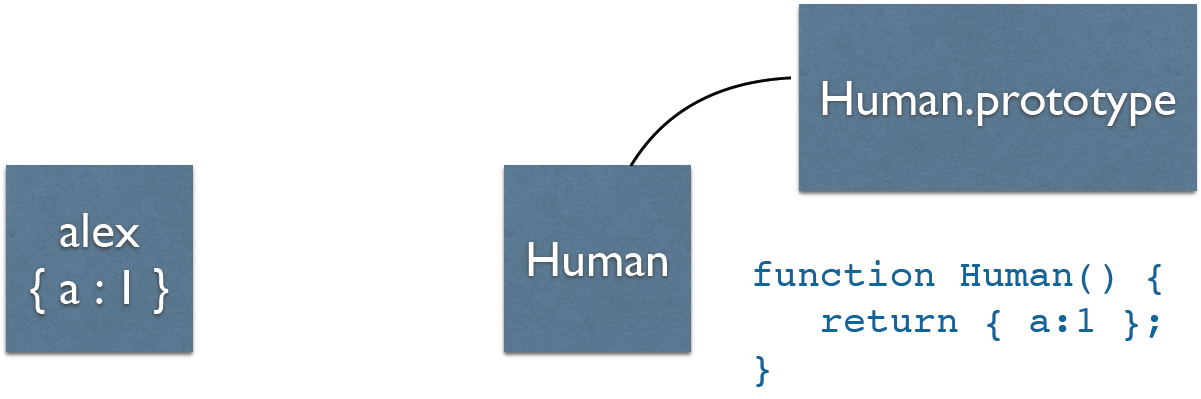 Human.prototype
alex
{ a : 1 }
Human
function Human() {
   return { a:1 };
}